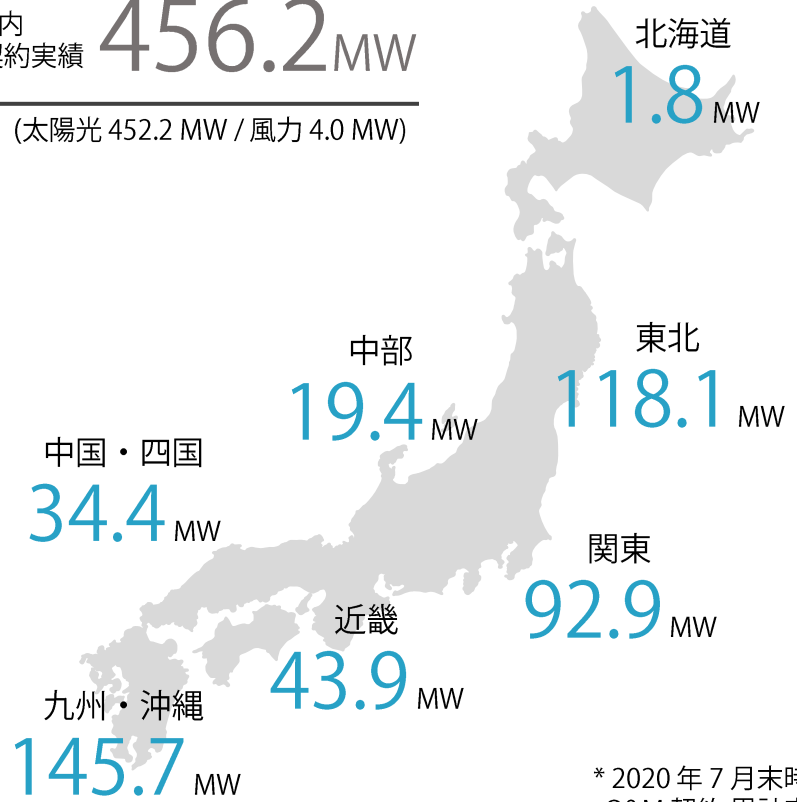 内
契約実績 456.2 MW
(太陽光 452.2 MW / 風力 4.0 MW)
北海道
1.8 MW
東北
118.1 MW
中部
19.4 MW
中国・四国
34.4 MW
関東
92.9 MW
近畿
43.9 MW
九州・沖縄
145.7 MW
* 2020 年 7 月末時